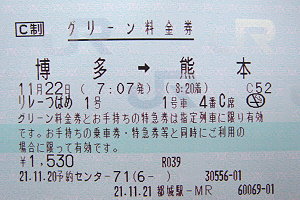 C制 グリーン料金券
博多 → 熊本
11月22日 (7:07発) (8:20着) C52
リレーつばめ 1号 1号車 4番C席
グリーン料金券とお手持ちの特急券は指定列車に限り有効
です。お手持ちの乗車券・特急券等と同時にご利用の
場合に限って有効です。
¥1,530 R039
21.11.20予約センター71(6-) 30556-01
21.11.21 都城駅-MR 60069-01